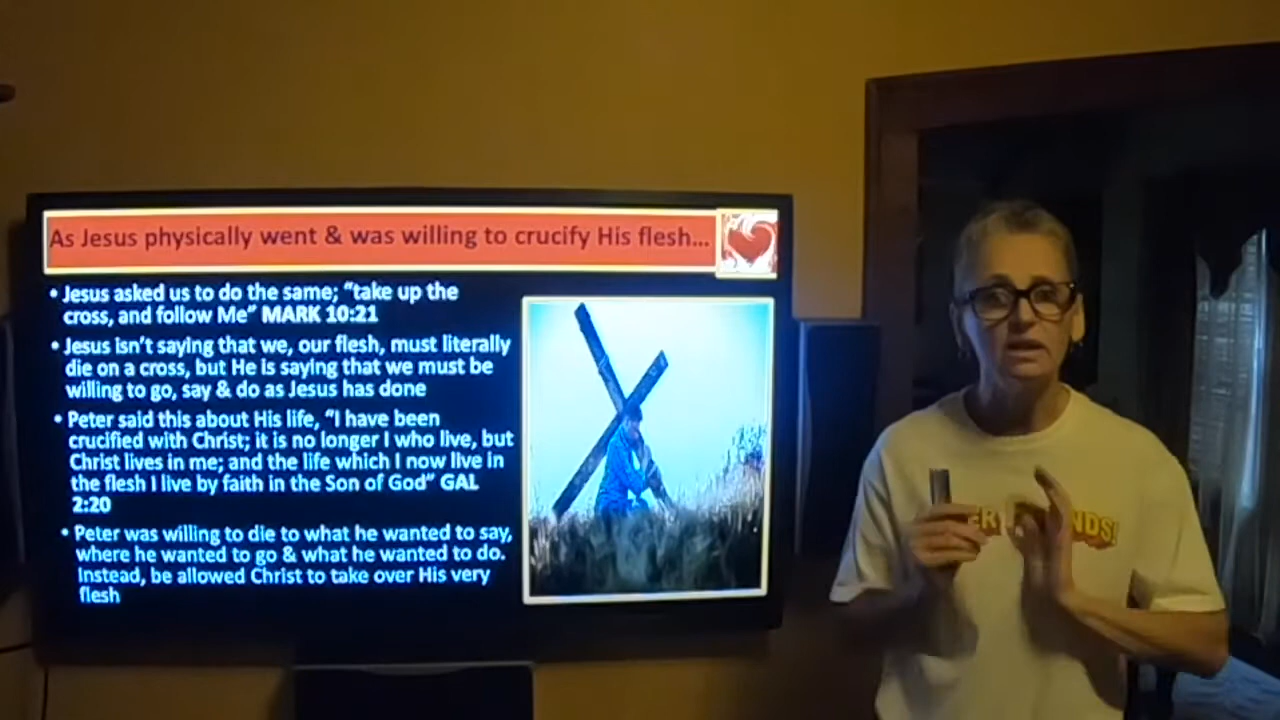 As Jesus physically went & was willing to crucify His flesh...
• Jesus asked us to do the same; "take up the
cross, and follow Me" MARK 10:21
• Jesus isn't saying that we, our flesh, must literally
die on a cross, but He is saying that we must be
willing to go, say & do as Jesus has done
• Peter said this about His life, "I have been
crucified with Christ; it is no longer I who live, but
Christ lives in me; and the life which I now live in
the flesh I live by faith in the Son of God" GAL
2:20
• Peter was willing to die to what he wanted to say,
where he wanted to go & what he wanted to do.
Instead, be allowed Christ to take over His very
flesh